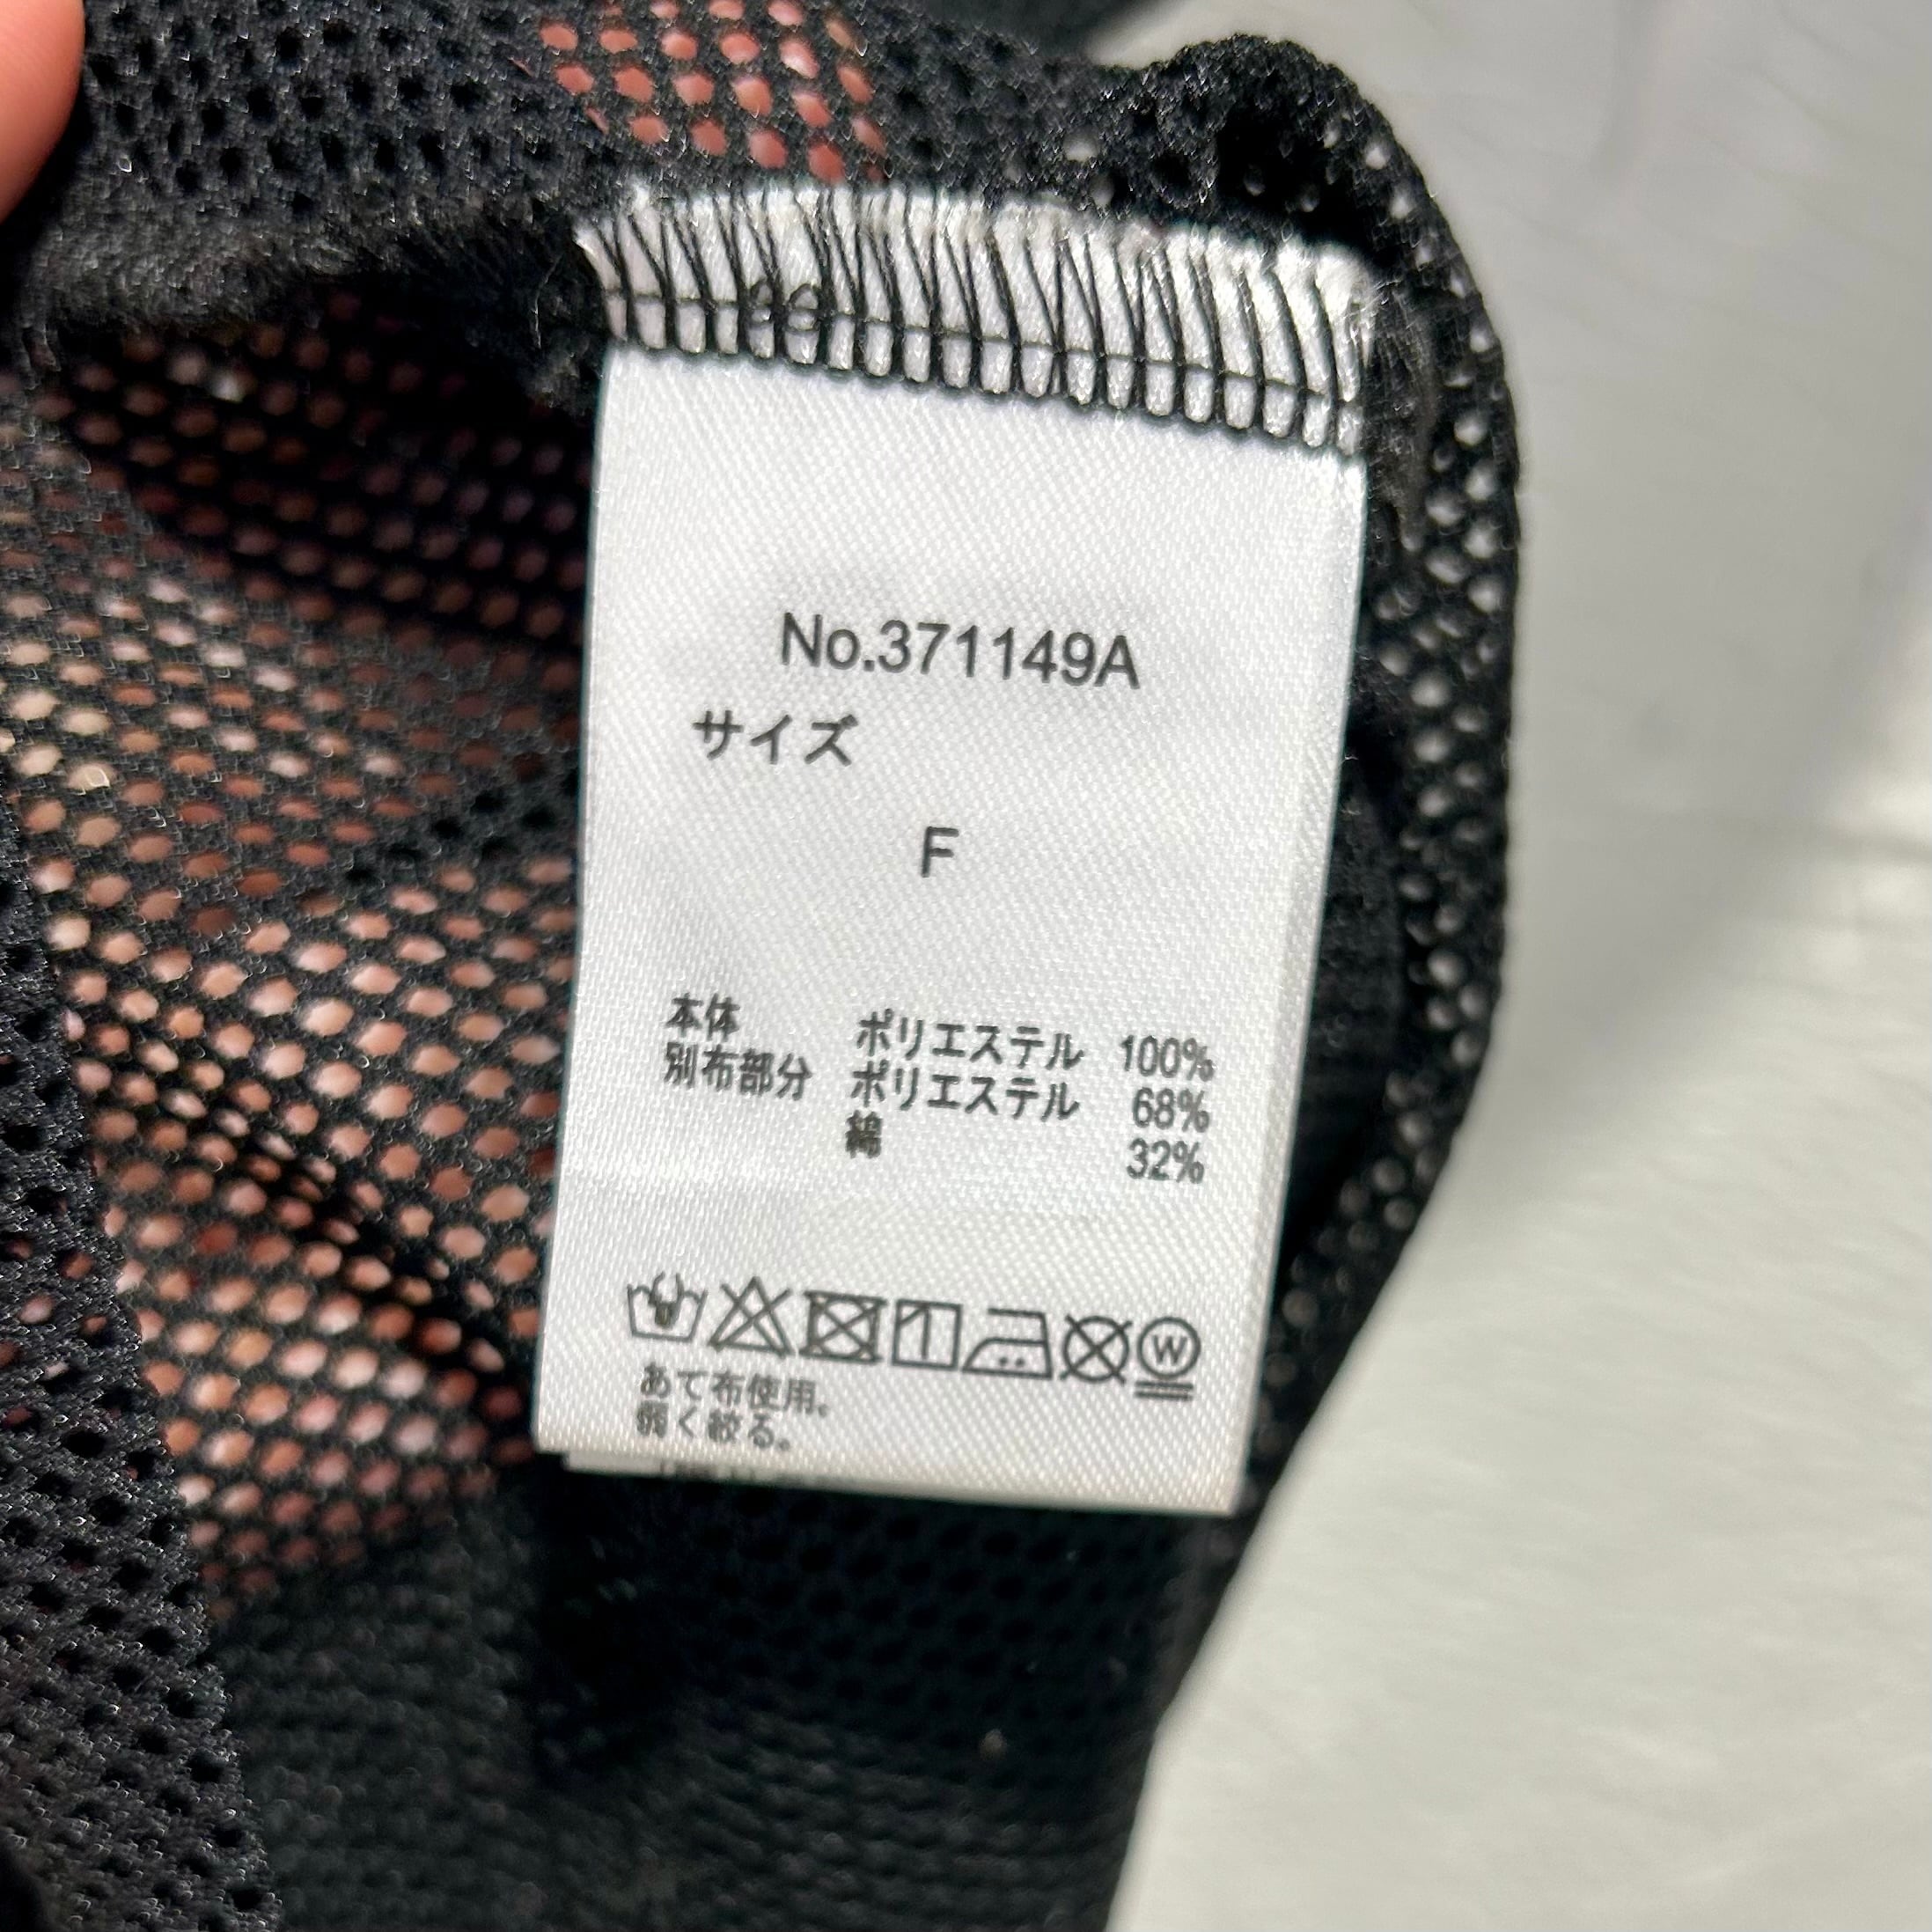 No.371149A
サイズ
F
本体 ポリエステル 100%
別布部分 ポリエステル 68%
綿 32%
W
あて布使用。
弱く絞る。